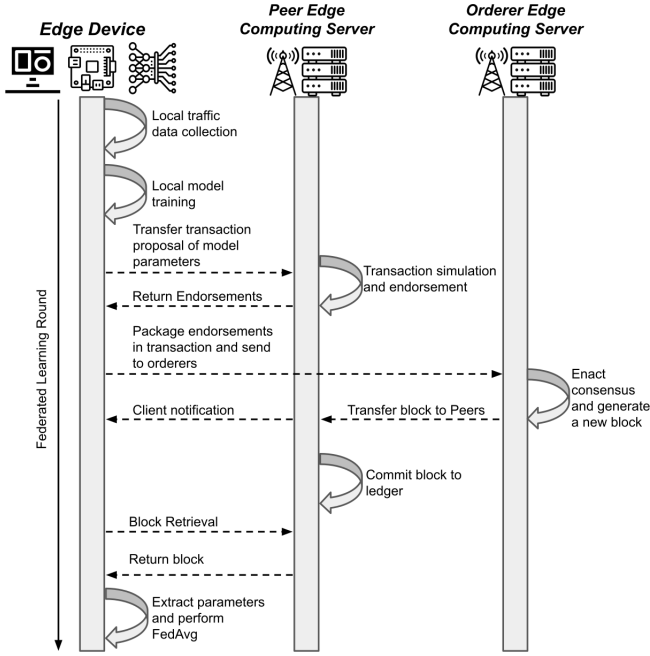 Edge Device
Peer Edge
Computing Server
Orderer Edge
Computing Server
Federated Learning Round
Local traffic
data collection
Local model
training
Transfer transaction
proposal of model
parameters
Transaction simulation
and endorsement
Return Endorsements
Package endorsements
in transaction and send
to orderers
Enact
consensus
and generate
a new block
Client notification
Transfer block to Peers
Commit block to
ledger
Block Retrieval
Return block
Extract parameters
and perform
FedAvg